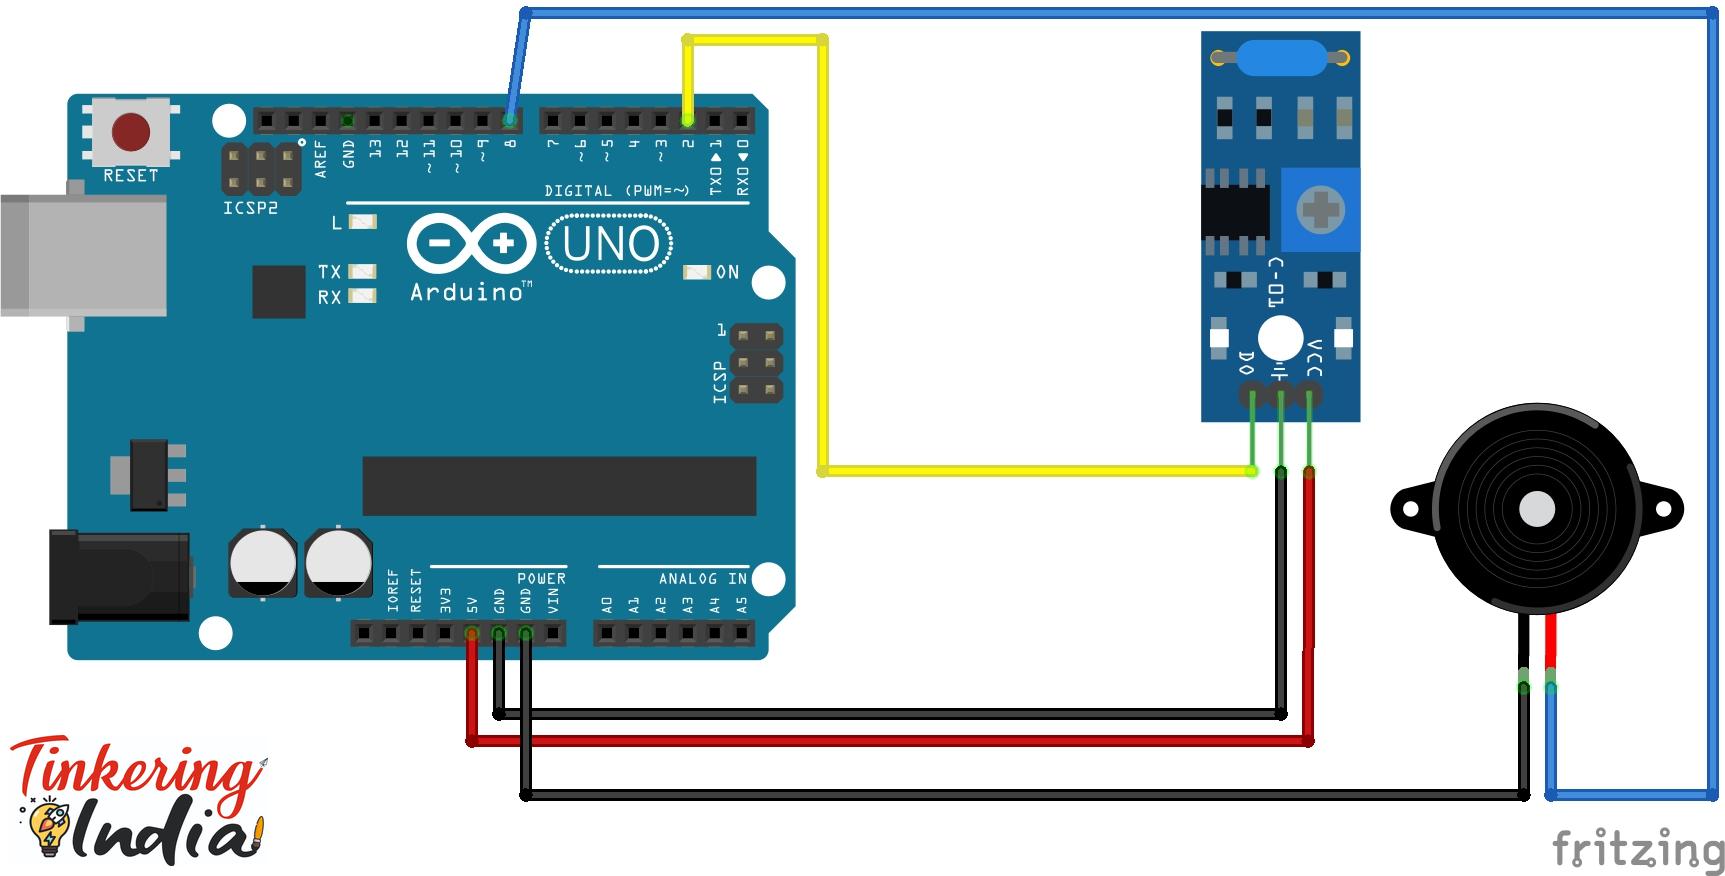 RESET
ICSP2
AREF
GND
13
12
~11
~10
~9
8
7
~6
~5
4
~3
2
TX0▶1
RX0◀0
DIGITAL (PWM=~)
L
TX
RX
UNO
Arduino™
ON
1
ICSP
IOREF
RESET
3V3
5V
GND
GND
VIN
POWER
ANALOG IN
A0
A1
A2
A3
A4
A5
C-01
DO
VCC
Tinkering
India
fritzing